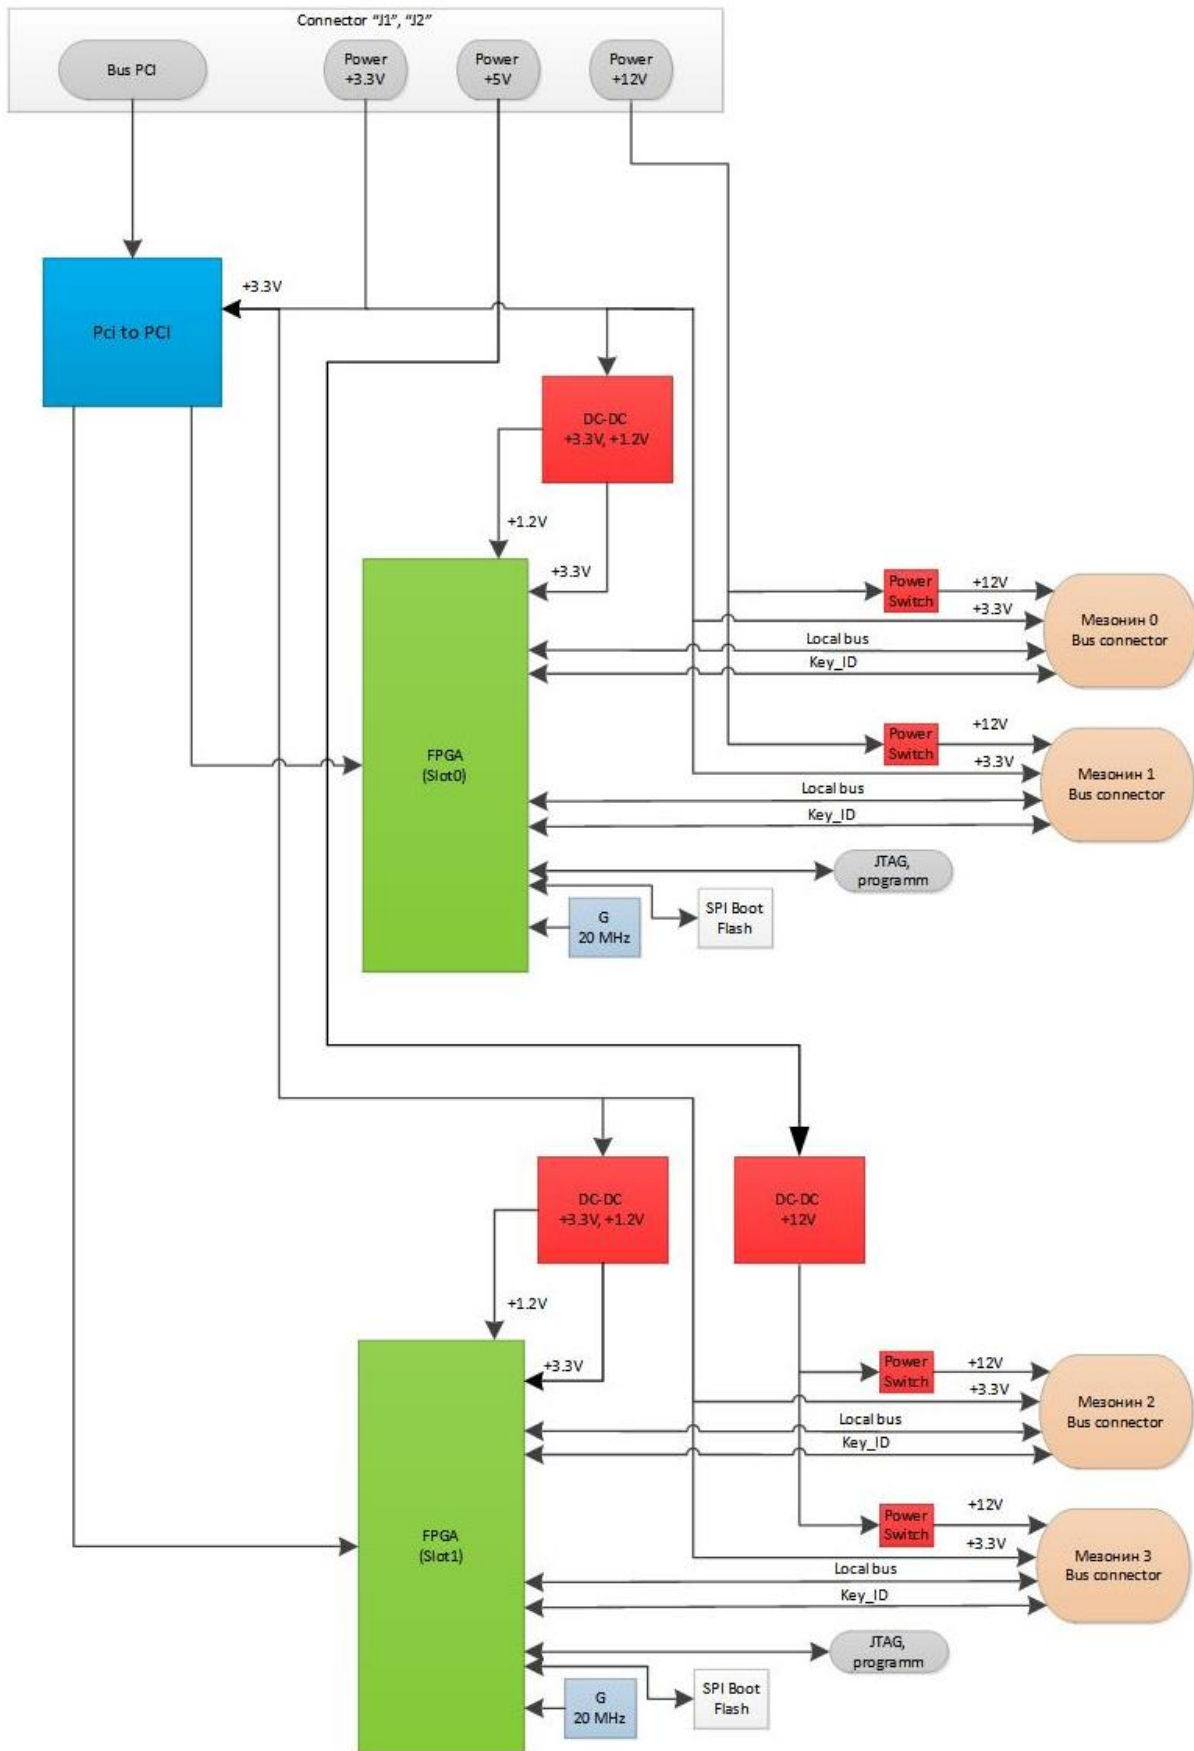 Connector “J1”, “J2”
Bus PCI
Power
+3.3V
Power
+5V
Power
+12V
+3.3V
Pci to PCI
DC-DC
+3.3V, +1.2V
+1.2V
+3.3V
Power
Switch
+12V
+3.3V
Мезонин 0
Bus connector
Local bus
Key_ID
FPGA
(Slot0)
Power
Switch
+12V
+3.3V
Мезонин 1
Bus connector
Local bus
Key_ID
JTAG,
programm
G
20 MHz
SPI Boot
Flash
DC-DC
+3.3V, +1.2V
DC-DC
+12V
+1.2V
+3.3V
Power
Switch
+12V
+3.3V
Мезонин 2
Bus connector
Local bus
Key_ID
FPGA
(Slot1)
Power
Switch
+12V
+3.3V
Мезонин 3
Bus connector
Local bus
Key_ID
JTAG,
programm
G
20 MHz
SPI Boot
Flash